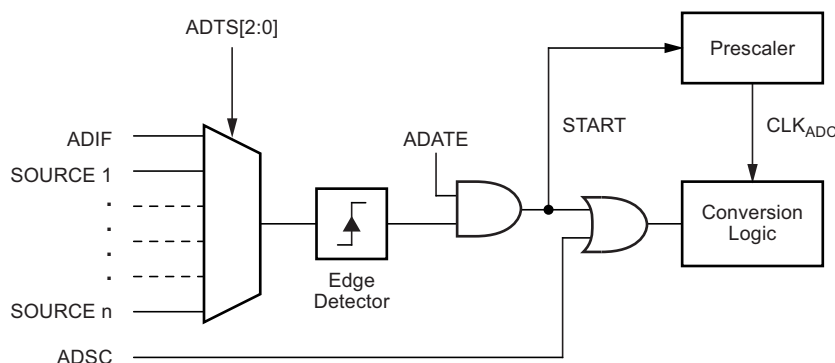 ADTS[2:0]
Prescaler
START
CLKADC
ADIF
ADATE
SOURCE 1
.
.
.
Conversion
Logic
Edge
Detector
SOURCE n
ADSC